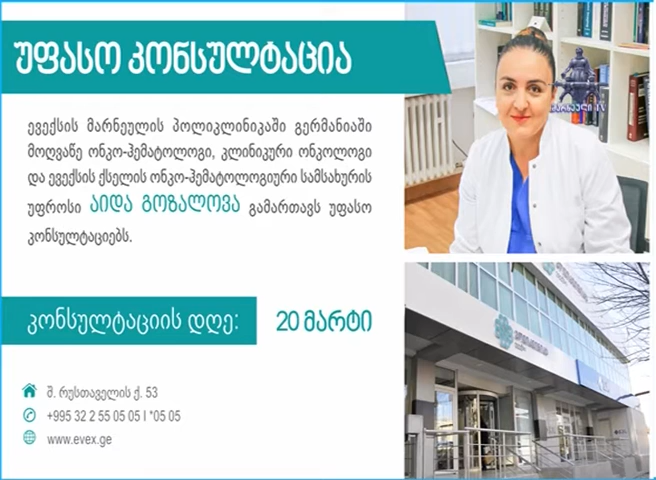 უფასო კონსულტაცია
ევექსის მარნეულის პოლიკლინიკაში გერმანიაში
მოღვაწე ონკო-ჰემატოლოგი, კლინიკური ონკოლოგი
და ევექსის ქსელის ონკო-ჰემატოლოგიური სამსახურის
უფროსი აიდა გოზალოვა გამართავს უფასო
კონსულტაციებს.
კონსულტაციის დღე: 20 მარტი
შ. რუსთაველის ქ. 53
+995 32 2 55 05 05 I *05 05
www.evex.ge
მარნეული TV